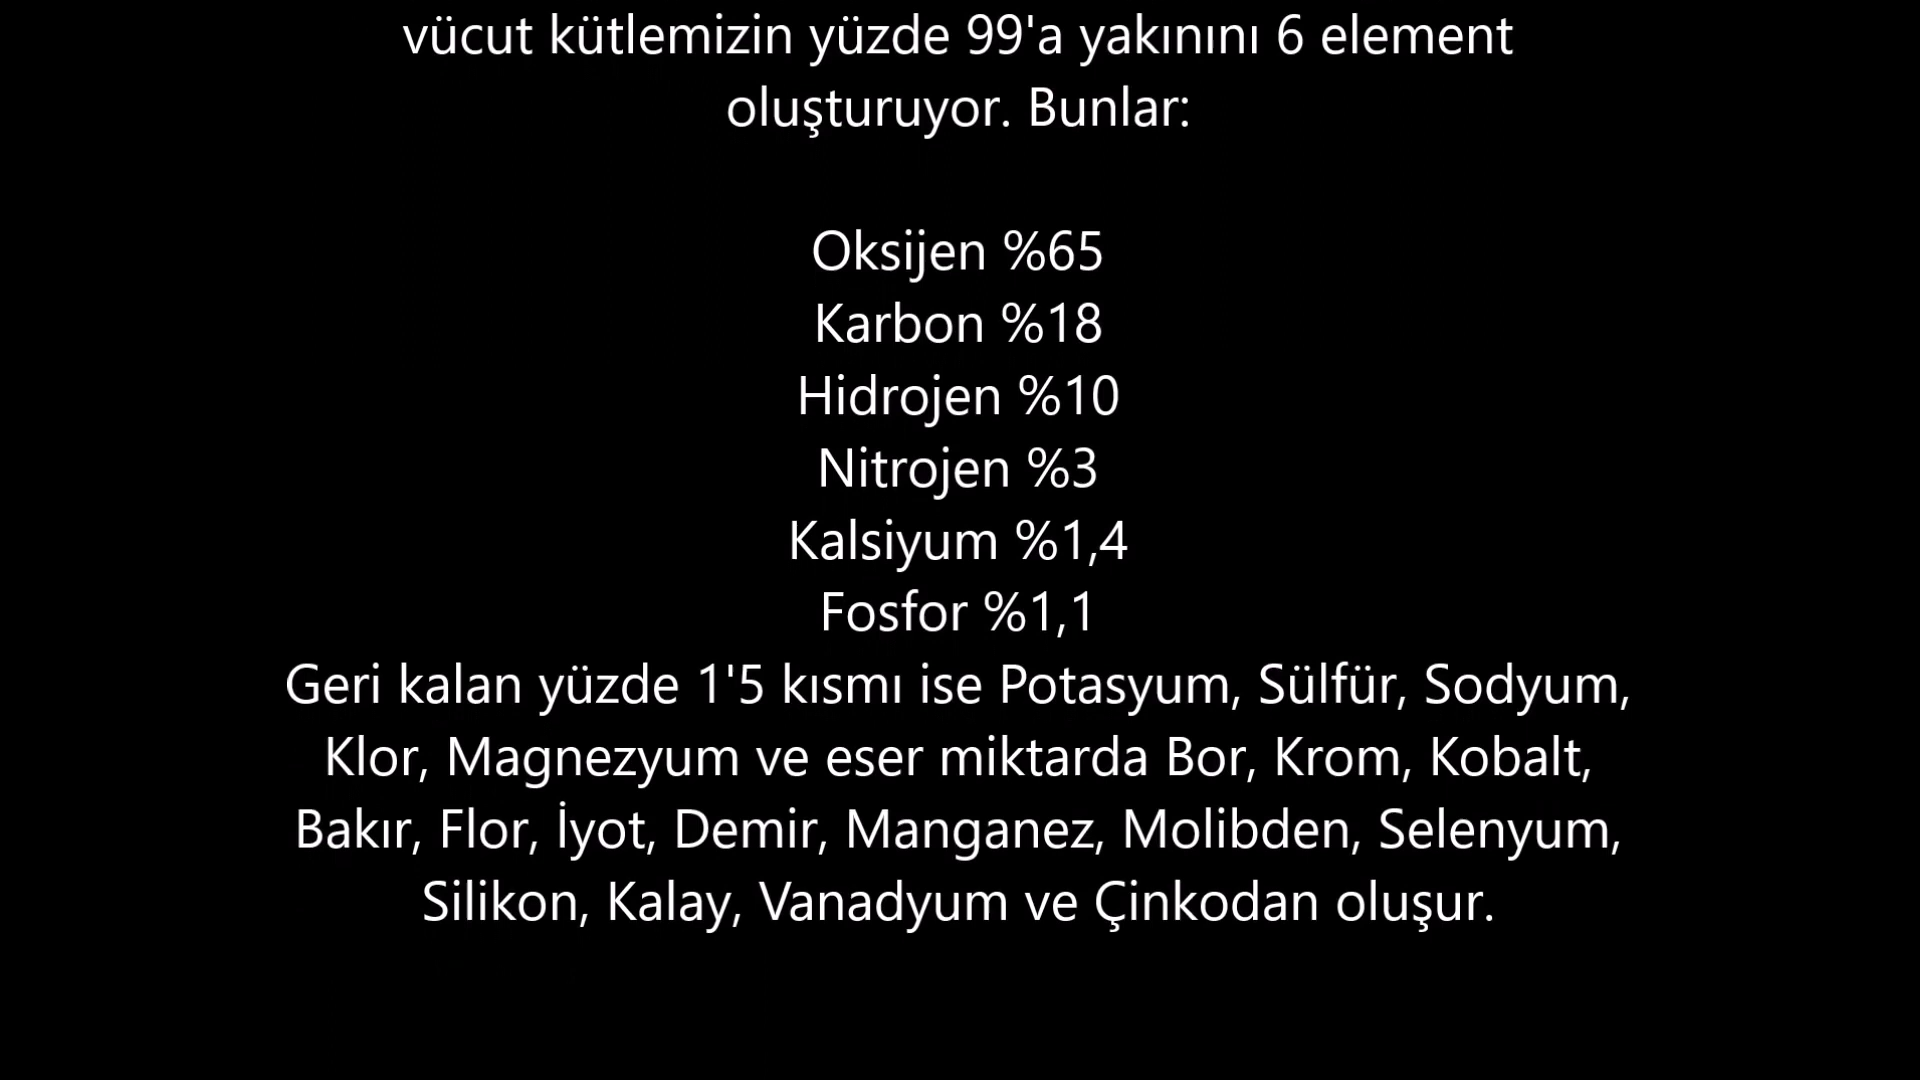 vücut kütlemizin yüzde 99'a yakınını 6 element
oluşturuyor. Bunlar:
Oksijen %65
Karbon %18
Hidrojen %10
Nitrojen %3
Kalsiyum %1,4
Fosfor %1,1
Geri kalan yüzde 1'5 kısmı ise Potasyum, Sülfür, Sodyum,
Klor, Magnezyum ve eser miktarda Bor, Krom, Kobalt,
Bakır, Flor, İyot, Demir, Manganez, Molibden, Selenyum,
Silikon, Kalay, Vanadyum ve Çinkodan oluşur.